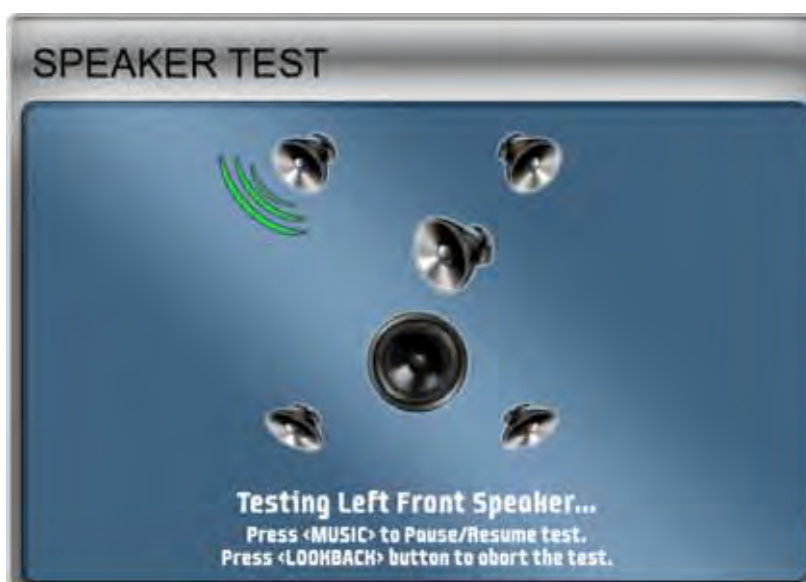 SPEAKER TEST
Testing Left Front Speaker...
Press <MUSIC> to Pause/Resume test.
Press <LOOKBACK> button to abort the test.